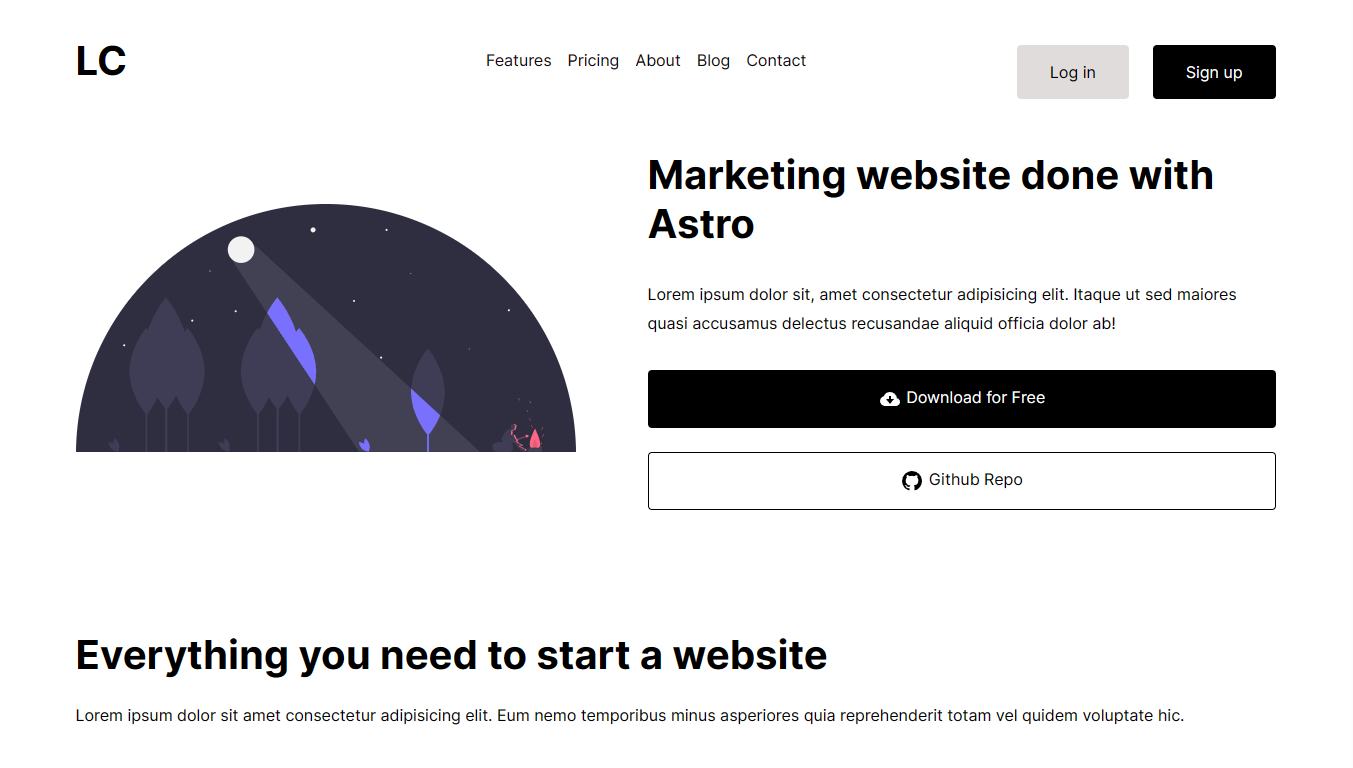 LC
Features Pricing About Blog Contact
Log in
Sign up
Marketing website done with
Astro
Lorem ipsum dolor sit, amet consectetur adipisicing elit. Itaque ut sed maiores
quasi accusamus delectus recusandae aliquid officia dolor ab!
Download for Free
Github Repo
Everything you need to start a website
Lorem ipsum dolor sit amet consectetur adipisicing elit. Eum nemo temporibus minus asperiores quia reprehenderit totam vel quidem voluptate hic.